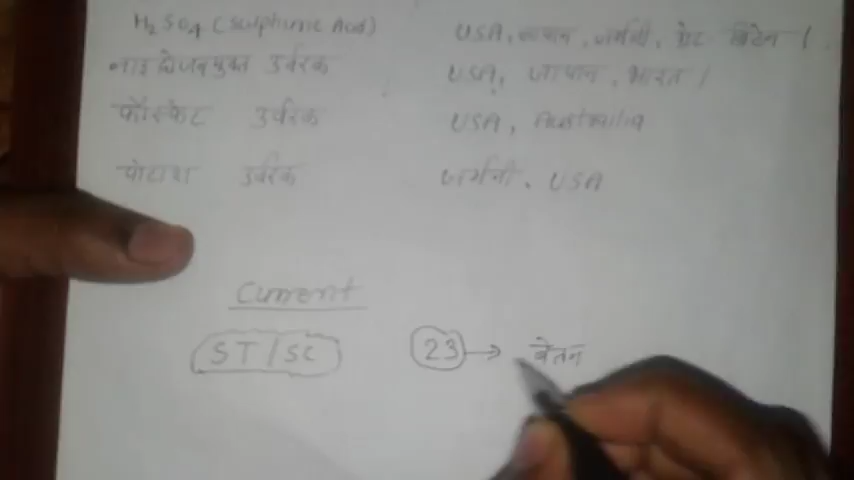 H2SO4 (Sulphuric Acid) USA, जापान, जर्मनी, ग्रेट ब्रिटेन ।
नाइट्रोजनयुक्त उर्वरक USA, जापान, भारत ।
फॉस्फेट उर्वरक USA, Australia
पोटाश उर्वरक जर्मनी, USA
Current
ST/SC 23 → वेतन